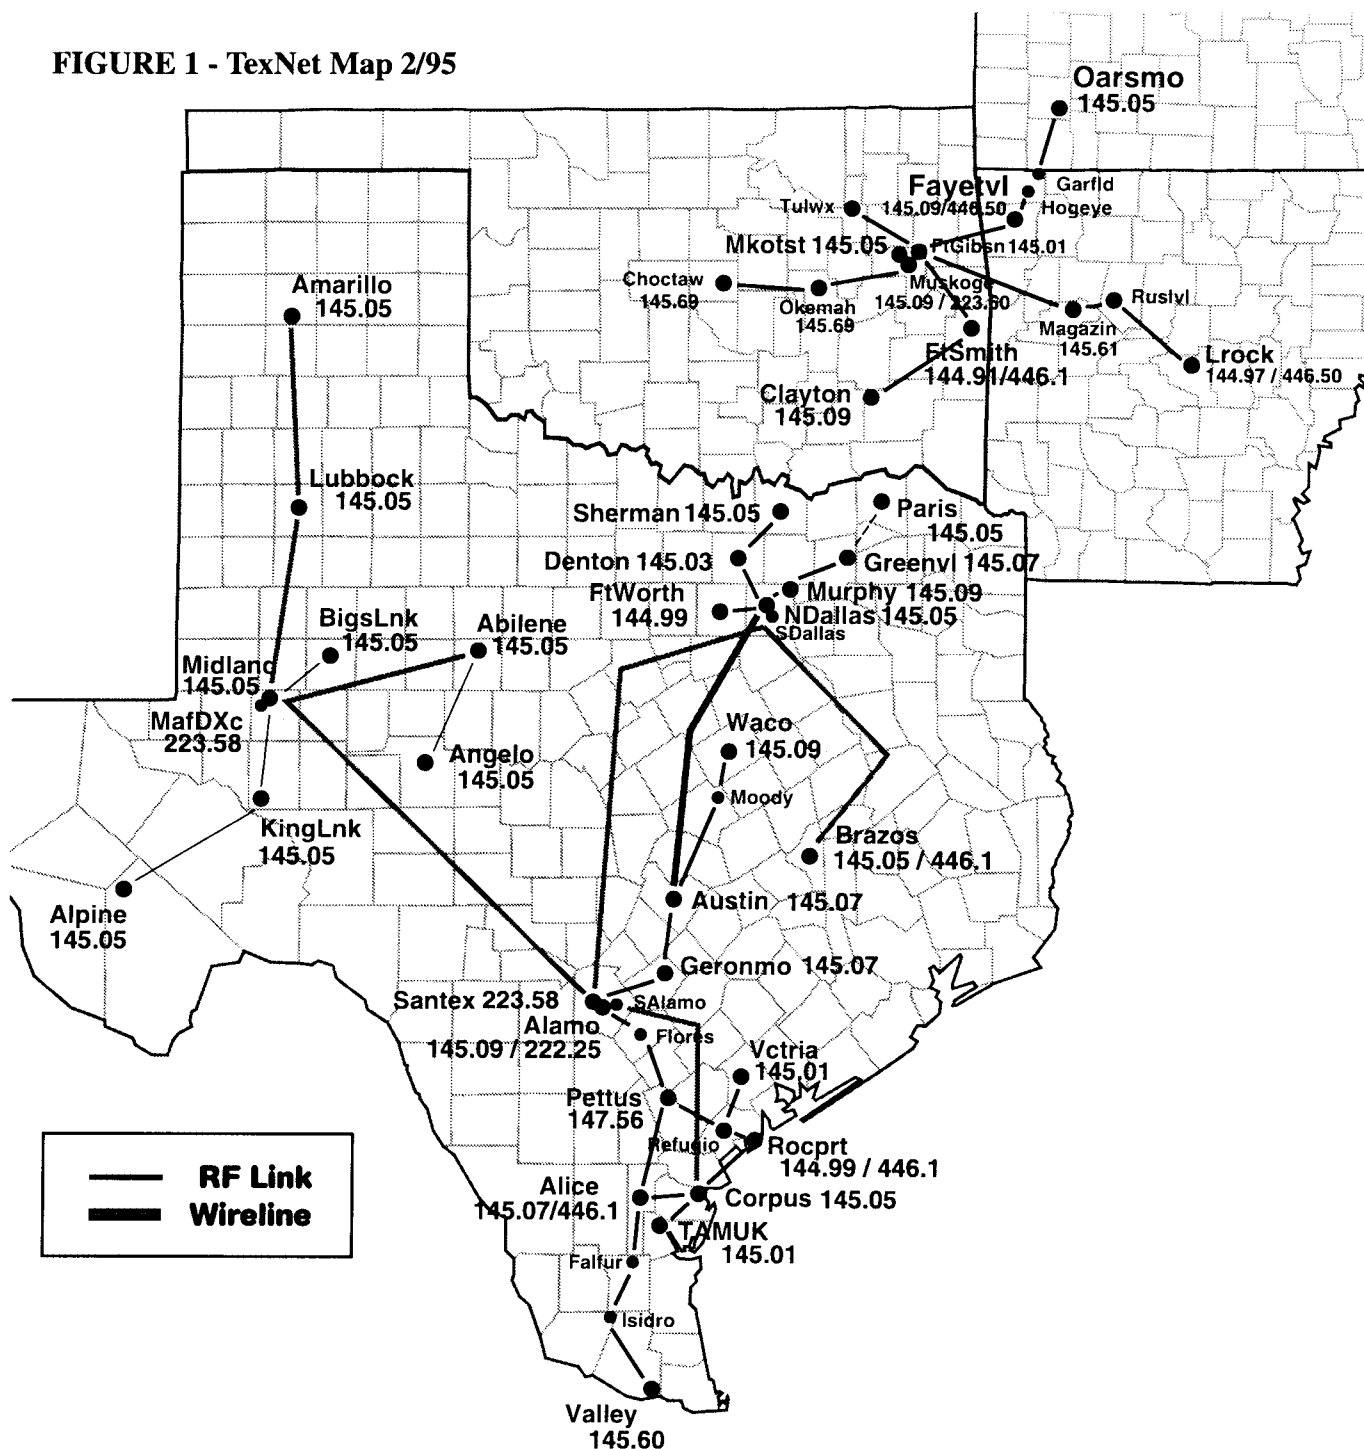 FIGURE 1 - TexNet Map 2/95
Oarsmo
145.05
Garfld
Fayetvl
145.09/446.50
Hogeye
Tulwx
Mkotst 145.05
FtGibsn 145.01
Choctaw
145.69
Okemah
145.69
Muskoge
145.09 / 223.60
Ruslvl
Magazin
145.61
FtSmith
144.91/446.1
Lrock
144.97 / 446.50
Clayton
145.09
Amarillo
145.05
Lubbock
145.05
Sherman 145.05
Paris
145.05
Denton 145.03
Greenvl 145.07
FtWorth
144.99
Murphy 145.09
NDallas 145.05
SDallas
BigsLnk
145.05
Abilene
145.05
Midland
145.05
MafDXc
223.58
Angelo
145.05
Waco
145.09
Moody
KingLnk
145.05
Brazos
145.05 / 446.1
Alpine
145.05
Austin 145.07
Geronmo 145.07
Santex 223.58
SAlamo
Alamo
145.09 / 222.25
Flores
Vctria
145.01
Pettus
147.56
Refugio
Rocprt
144.99 / 446.1
Alice
145.07/446.1
Corpus 145.05
TAMUK
145.01
Falfur
Isidro
Valley
145.60
RF Link
Wireline